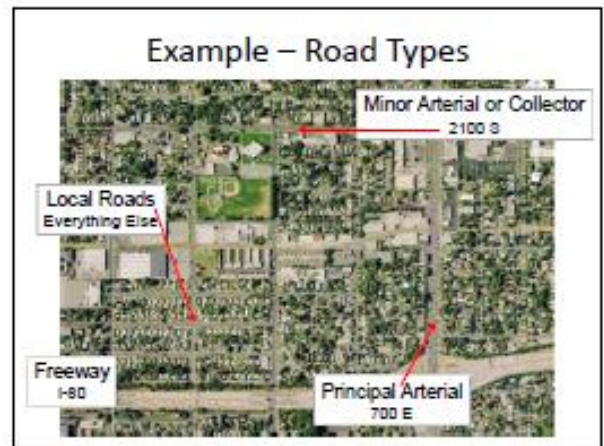 Example – Road Types
Minor Arterial or Collector
2100 S
Local Roads
Everything Else
Freeway
I-80
Principal Arterial
700 E